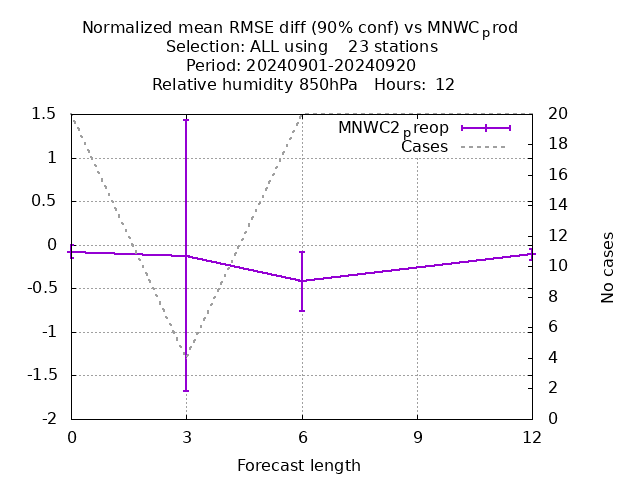 Normalized mean RMSE diff (90% conf) vs MNWCprod
Selection: ALL using    23 stations
Period: 20240901-20240920
Relative humidity 850hPa   Hours:  12
1.5
1
0.5
0
-0.5
-1
-1.5
-2
20
18
16
14
12
10
8
6
4
2
0
MNWC2preop
Cases
No cases
0 3 6 9 12
Forecast length